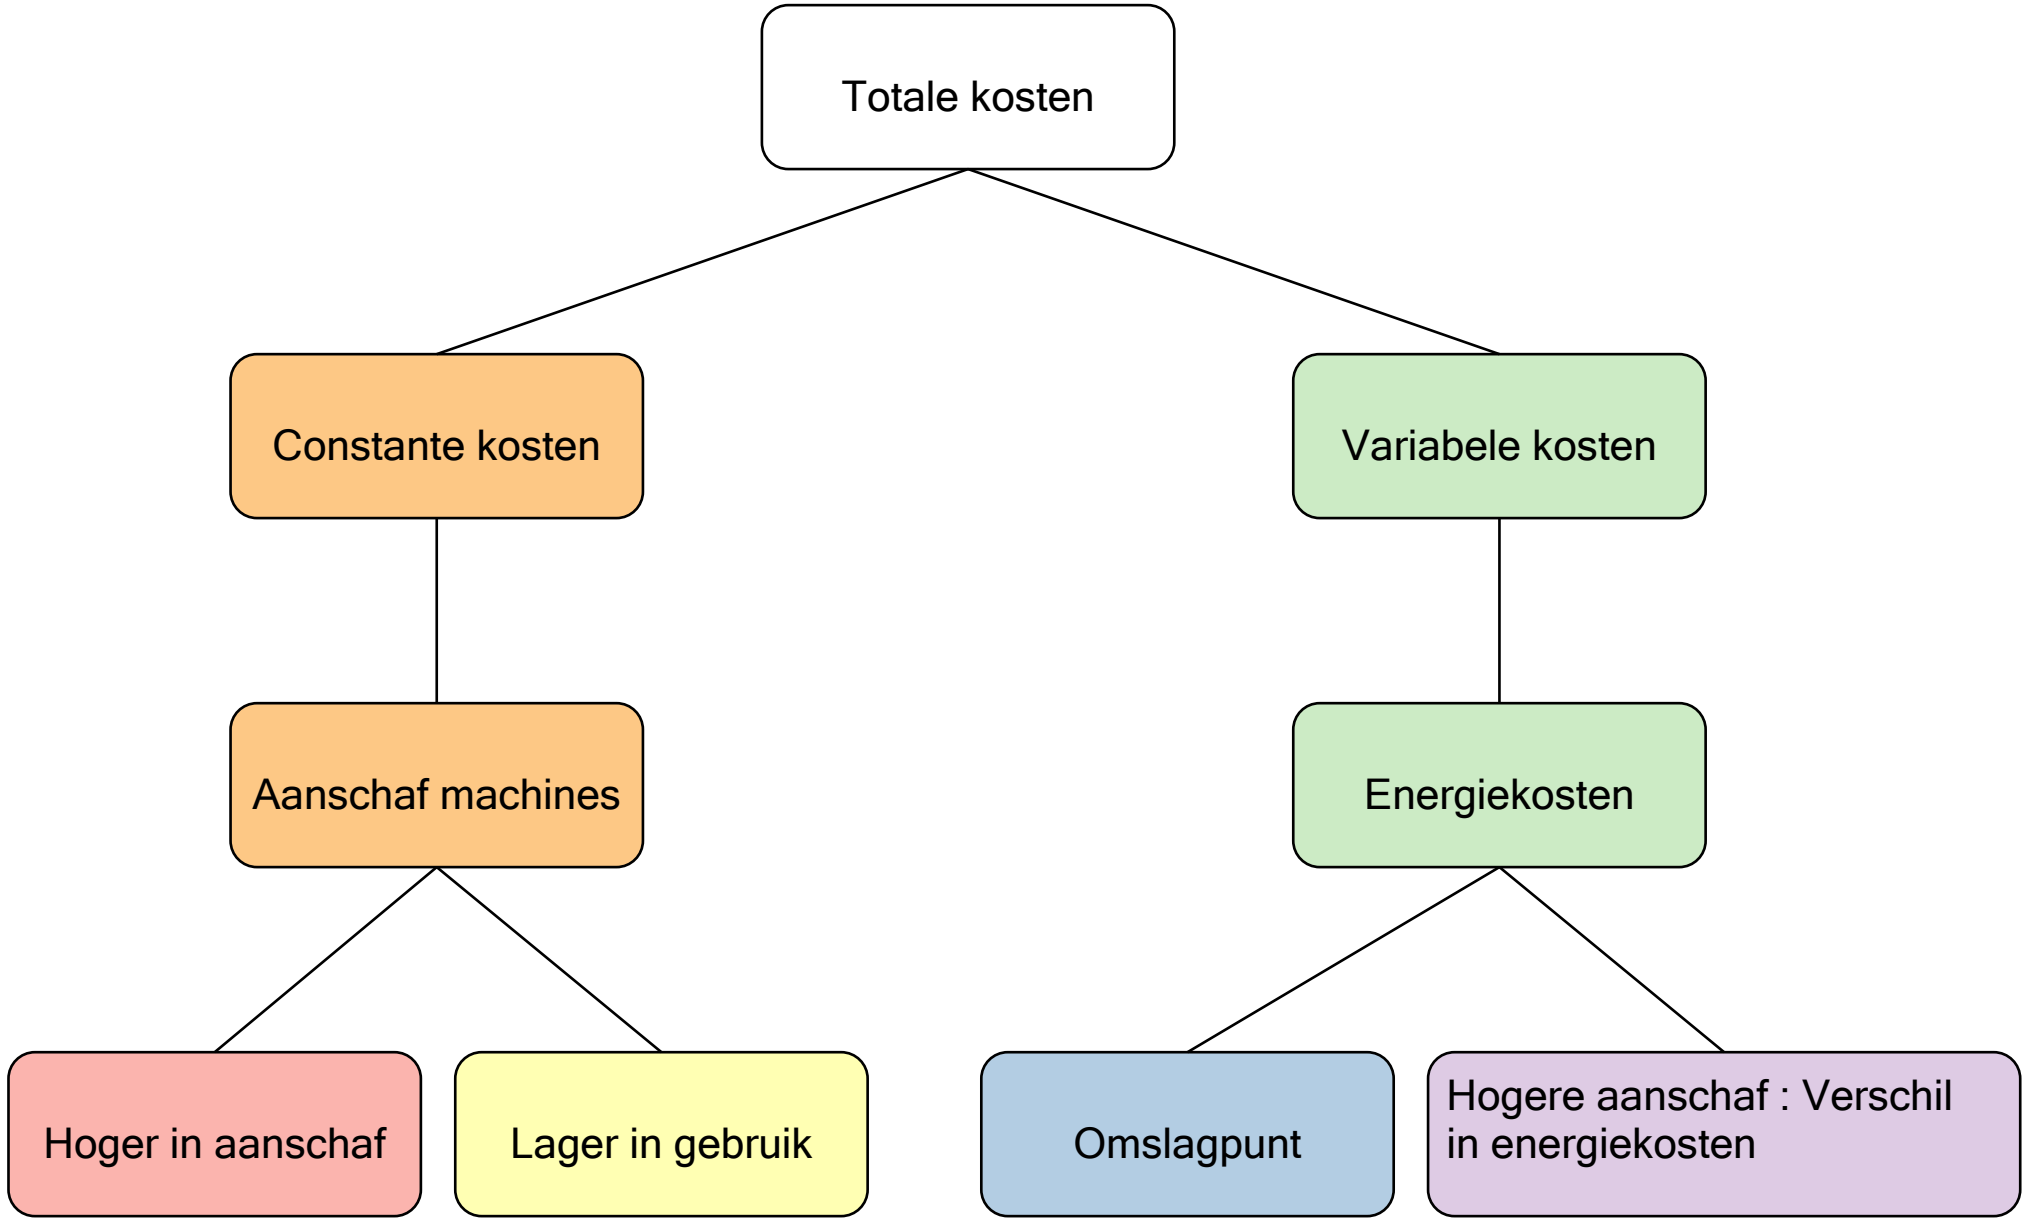 Totale kosten
Constante kosten
Variabele kosten
Aanschaf machines
Energiekosten
Hoger in aanschaf
Lager in gebruik
Omslagpunt
Hogere aanschaf : Verschil
in energiekosten